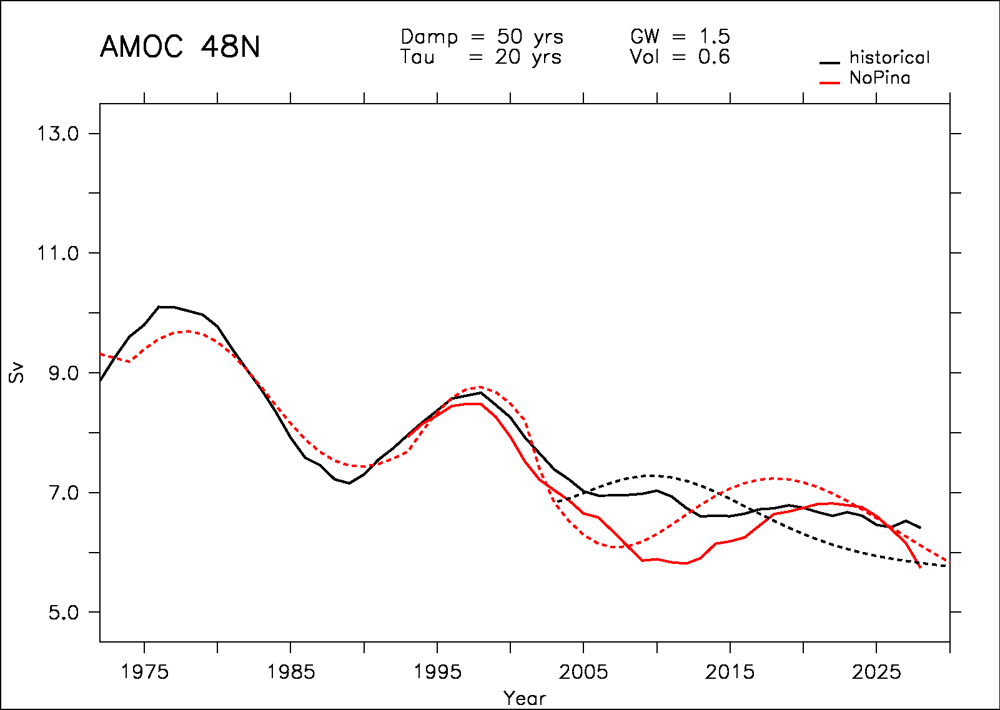 AMOC 48N
Damp = 50 yrs
Tau = 20 yrs
GW = 1.5
Vol = 0.6
historical
NoPina
13.0
11.0
9.0
7.0
5.0
Sv
1975 1985 1995 2005 2015 2025
Year